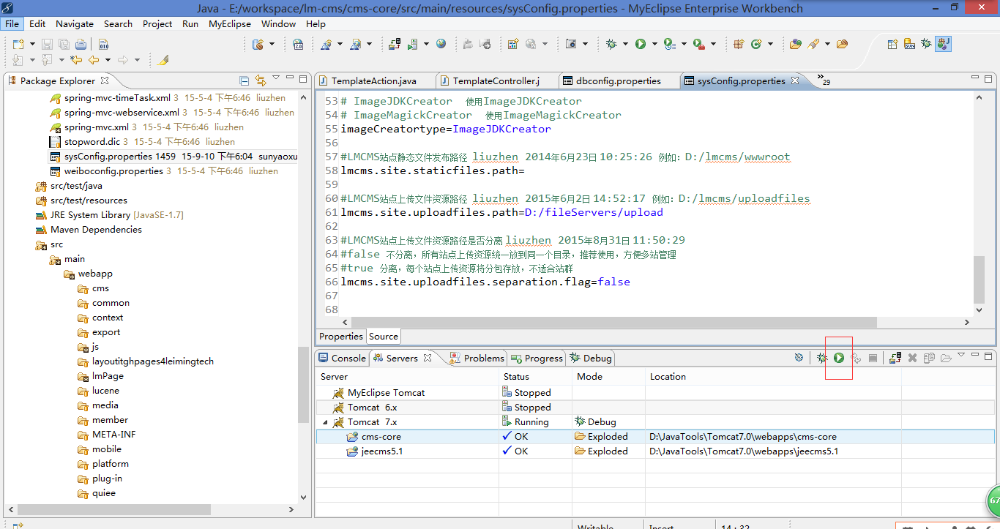 Java - E:/workspace/lm-cms/cms-core/src/main/resources/sysConfig.properties - MyEclipse Enterprise Workbench
File Edit Navigate Search Project Run MyEclipse Window Help
Package Explorer
spring-mvc-timeTask.xml 3 15-5-4 下午6:46 liuzhen
spring-mvc-webservice.xml 3 15-5-4 下午6:46 liuzhen
spring-mvc.xml 3 15-5-4 下午6:46 liuzhen
stopword.dic 3 15-5-4 下午6:46 liuzhen
sysConfig.properties 1459 15-9-10 下午6:04 sunyaoxu
weiboconfig.properties 3 15-5-4 下午6:46 liuzhen
src/test/java
src/test/resources
JRE System Library [JavaSE-1.7]
Maven Dependencies
src
main
webapp
cms
common
context
export
js
layoutitghpages4leimingtech
lmPage
lucene
media
member
META-INF
mobile
platform
plug-in
quiee
TemplateAction.java TemplateController.j dbconfig.properties sysConfig.properties 29
53 # ImageJDKCreator 使用ImageJDKCreator
54 # ImageMagickCreator 使用ImageMagickCreator
55 imageCreatortype=ImageJDKCreator
56
57 #LMCMS站点静态文件发布路径 liuzhen 2014年6月23日 10:25:26 例如：D:/lmcms/wwwroot
58 lmcms.site.staticfiles.path=
59
60 #LMCMS站点上传文件资源路径 liuzhen 2015年6月2日 14:52:17 例如：D:/lmcms/uploadfiles
61 lmcms.site.uploadfiles.path=D:/fileServers/upload
62
63 #LMCMS站点上传文件资源路径是否分离 liuzhen 2015年8月31日 11:50:29
64 #false 不分离，所有站点上传资源统一放到同一个目录，推荐使用，方便多站管理
65 #true 分离，每个站点上传资源将分包存放，不适合站群
66 lmcms.site.uploadfiles.separation.flag=false
67
68
Properties Source
Console Servers Problems Progress Debug
Server Status Mode Location
MyEclipse Tomcat Stopped
Tomcat 6.x Stopped
Tomcat 7.x Running Debug
cms-core OK Exploded D:\JavaTools\Tomcat7.0\webapps\cms-core
jeecms5.1 OK Exploded D:\JavaTools\Tomcat7.0\webapps\jeecms5.1
67
Writable Insert 14 : 32